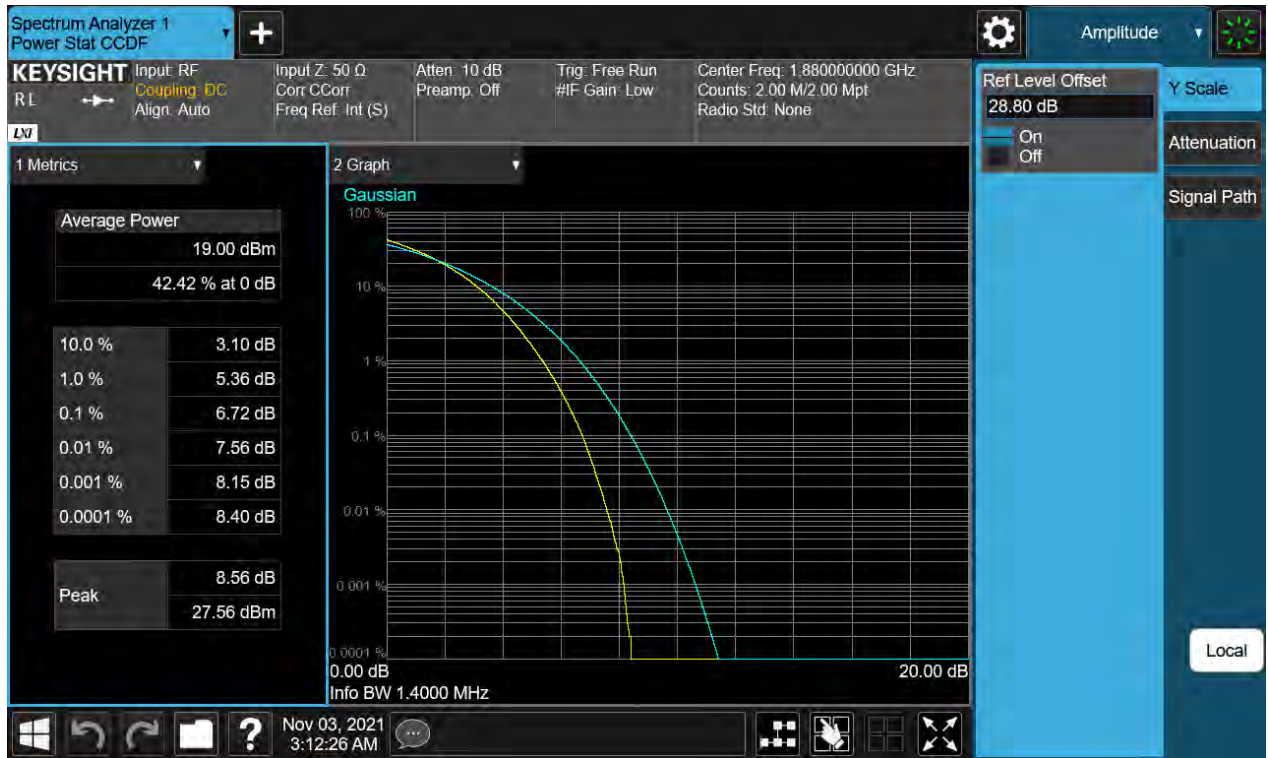 Spectrum Analyzer 1
Power Stat CCDF
+
Amplitude
KEYSIGHT
RL
LXI
Input: RF
Coupling: DC
Align: Auto
Input Z: 50 Ω
Corr CCorr
Freq Ref: Int (S)
Atten: 10 dB
Preamp: Off
Trig: Free Run
#IF Gain: Low
Center Freq: 1.880000000 GHz
Counts: 2.00 M/2.00 Mpt
Radio Std: None
Ref Level Offset
28.80 dB
On
Off
Y Scale
Attenuation
Signal Path
Local
1 Metrics
Average Power
19.00 dBm
42.42 % at 0 dB
10.0 % 3.10 dB
1.0 % 5.36 dB
0.1 % 6.72 dB
0.01 % 7.56 dB
0.001 % 8.15 dB
0.0001 % 8.40 dB
Peak
8.56 dB
27.56 dBm
2 Graph
Gaussian
100 %
10 %
1 %
0.1 %
0.01 %
0.001 %
0.0001 %
0.00 dB
20.00 dB
Info BW 1.4000 MHz
?
Nov 03, 2021
3:12:26 AM